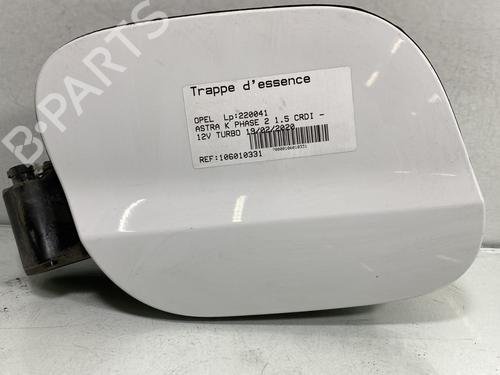 B-PARTS
Trappe d'essence
OPEL Lp:220041
ASTRA K PHASE 2 1.5 CRDI -
12V TURBO 19/02/2020
REF:106010331
70000106010331